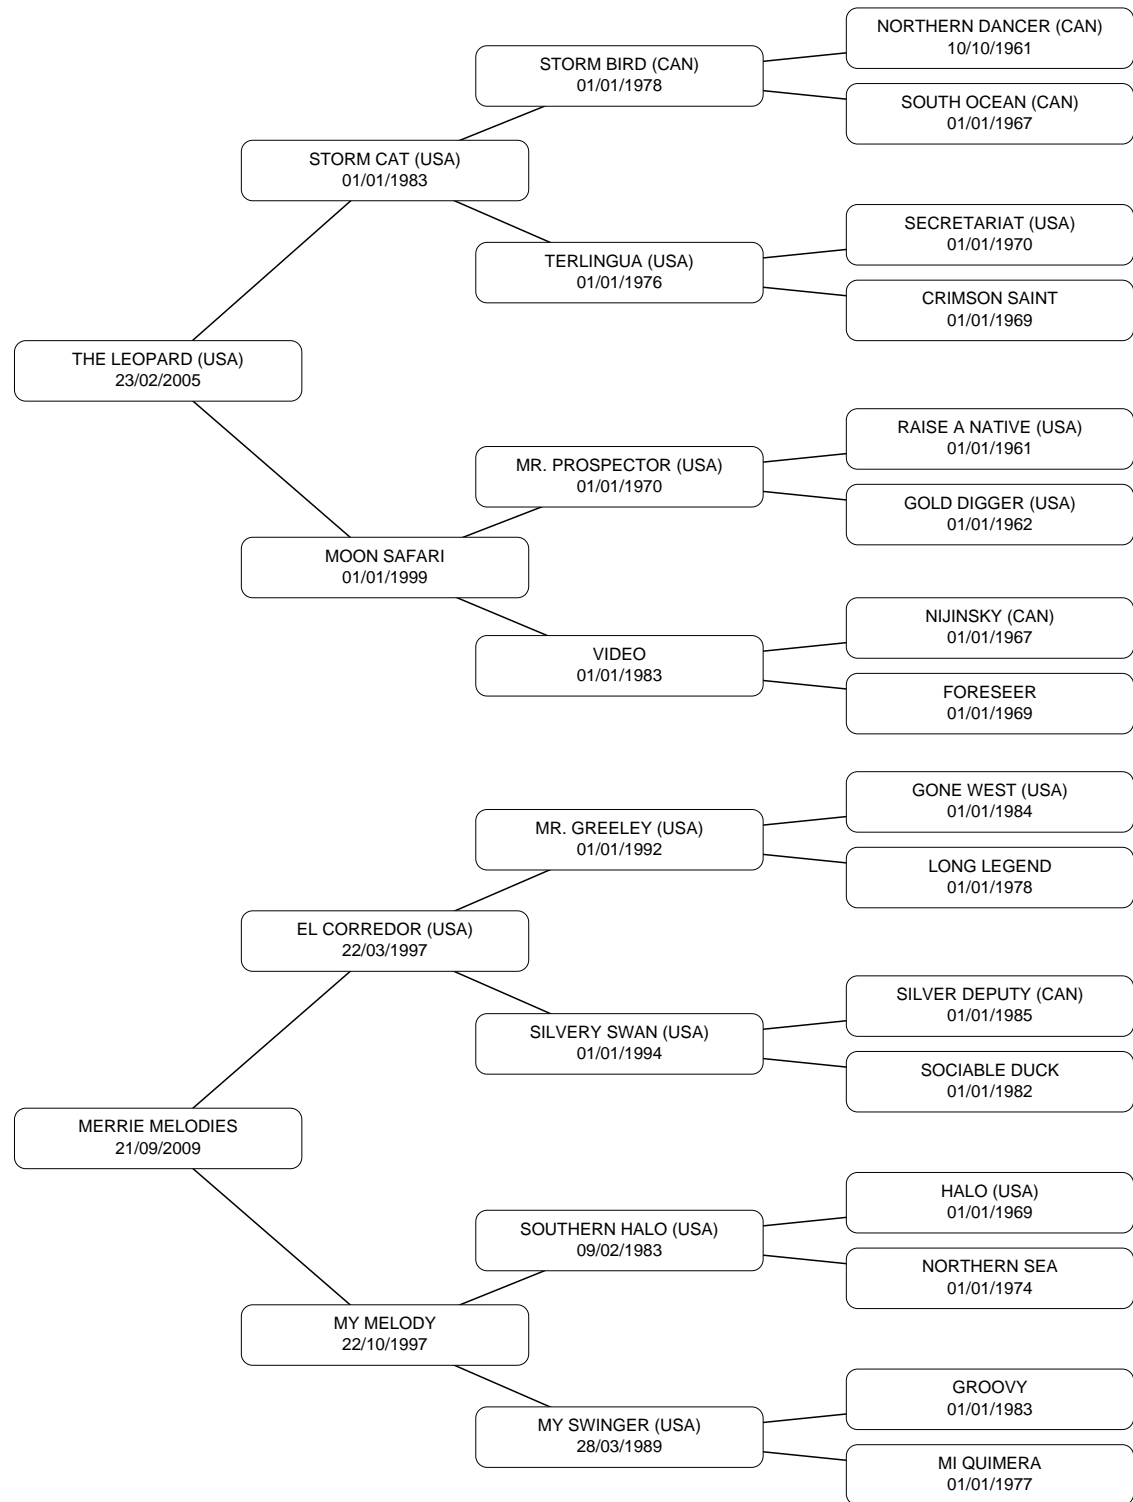 NORTHERN DANCER (CAN)
10/10/1961
STORM BIRD (CAN)
01/01/1978
SOUTH OCEAN (CAN)
01/01/1967
STORM CAT (USA)
01/01/1983
SECRETARIAT (USA)
01/01/1970
TERLINGUA (USA)
01/01/1976
CRIMSON SAINT
01/01/1969
THE LEOPARD (USA)
23/02/2005
RAISE A NATIVE (USA)
01/01/1961
MR. PROSPECTOR (USA)
01/01/1970
GOLD DIGGER (USA)
01/01/1962
MOON SAFARI
01/01/1999
NIJINSKY (CAN)
01/01/1967
VIDEO
01/01/1983
FORESEER
01/01/1969
GONE WEST (USA)
01/01/1984
MR. GREELEY (USA)
01/01/1992
LONG LEGEND
01/01/1978
EL CORREDOR (USA)
22/03/1997
SILVER DEPUTY (CAN)
01/01/1985
SILVERY SWAN (USA)
01/01/1994
SOCIABLE DUCK
01/01/1982
MERRIE MELODIES
21/09/2009
HALO (USA)
01/01/1969
SOUTHERN HALO (USA)
09/02/1983
NORTHERN SEA
01/01/1974
MY MELODY
22/10/1997
GROOVY
01/01/1983
MY SWINGER (USA)
28/03/1989
MI QUIMERA
01/01/1977